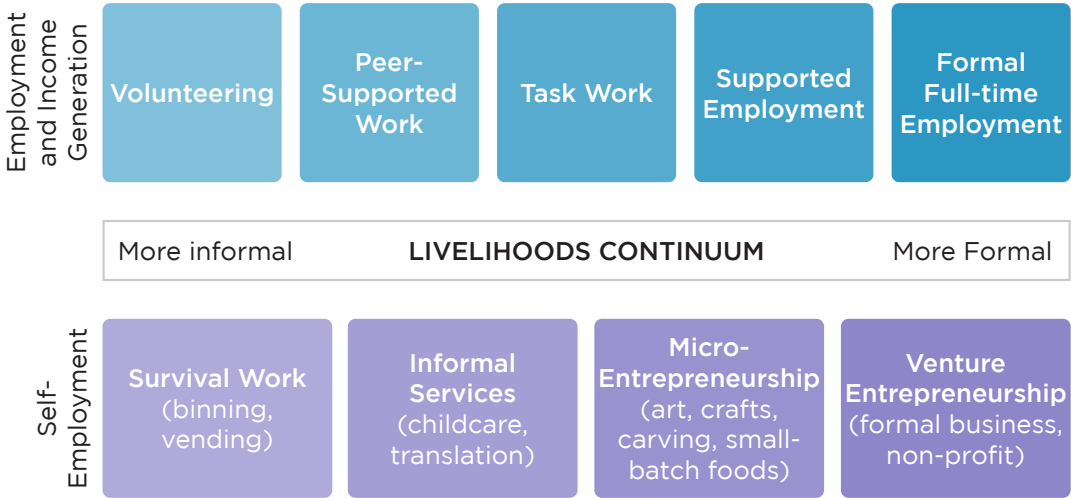 Employment
and Income
Generation
Volunteering
Peer-
Supported
Work
Task Work
Supported
Employment
Formal
Full-time
Employment
More informal
LIVELIHOODS CONTINUUM
More Formal
Self-
Employment
Survival Work
(binning,
vending)
Informal
Services
(childcare,
translation)
Micro-
Entrepreneurship
(art, crafts,
carving, small-
batch foods)
Venture
Entrepreneurship
(formal business,
non-profit)